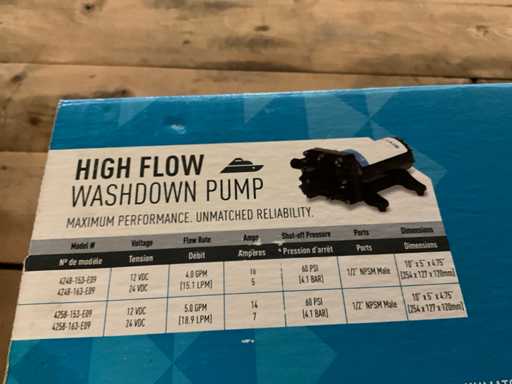 HIGH FLOW
WASHDOWN PUMP
MAXIMUM PERFORMANCE. UNMATCHED RELIABILITY.
Model # Voltage Flow Rate Amps Shut-off Pressure Ports Dimensions
Nº de modèle Tension Débit Ampères * Pression d'arrêt Ports Dimensions
4248-153-E09 12 VDC 4.0 GPM 10 60 PSI 1/2" NPSM Male 10" x 5" x 4.75"
4248-163-E09 24 VDC [15.1 LPM] 5 [4.1 BAR] [254 x 127 x 120mm]
4258-153-E09 12 VDC 5.0 GPM 14 60 PSI 1/2" NPSM Male 10" x 5" x 4.75"
4258-163-E09 24 VDC [18.9 LPM] 7 [4.1 BAR] [254 x 127 x 120mm]